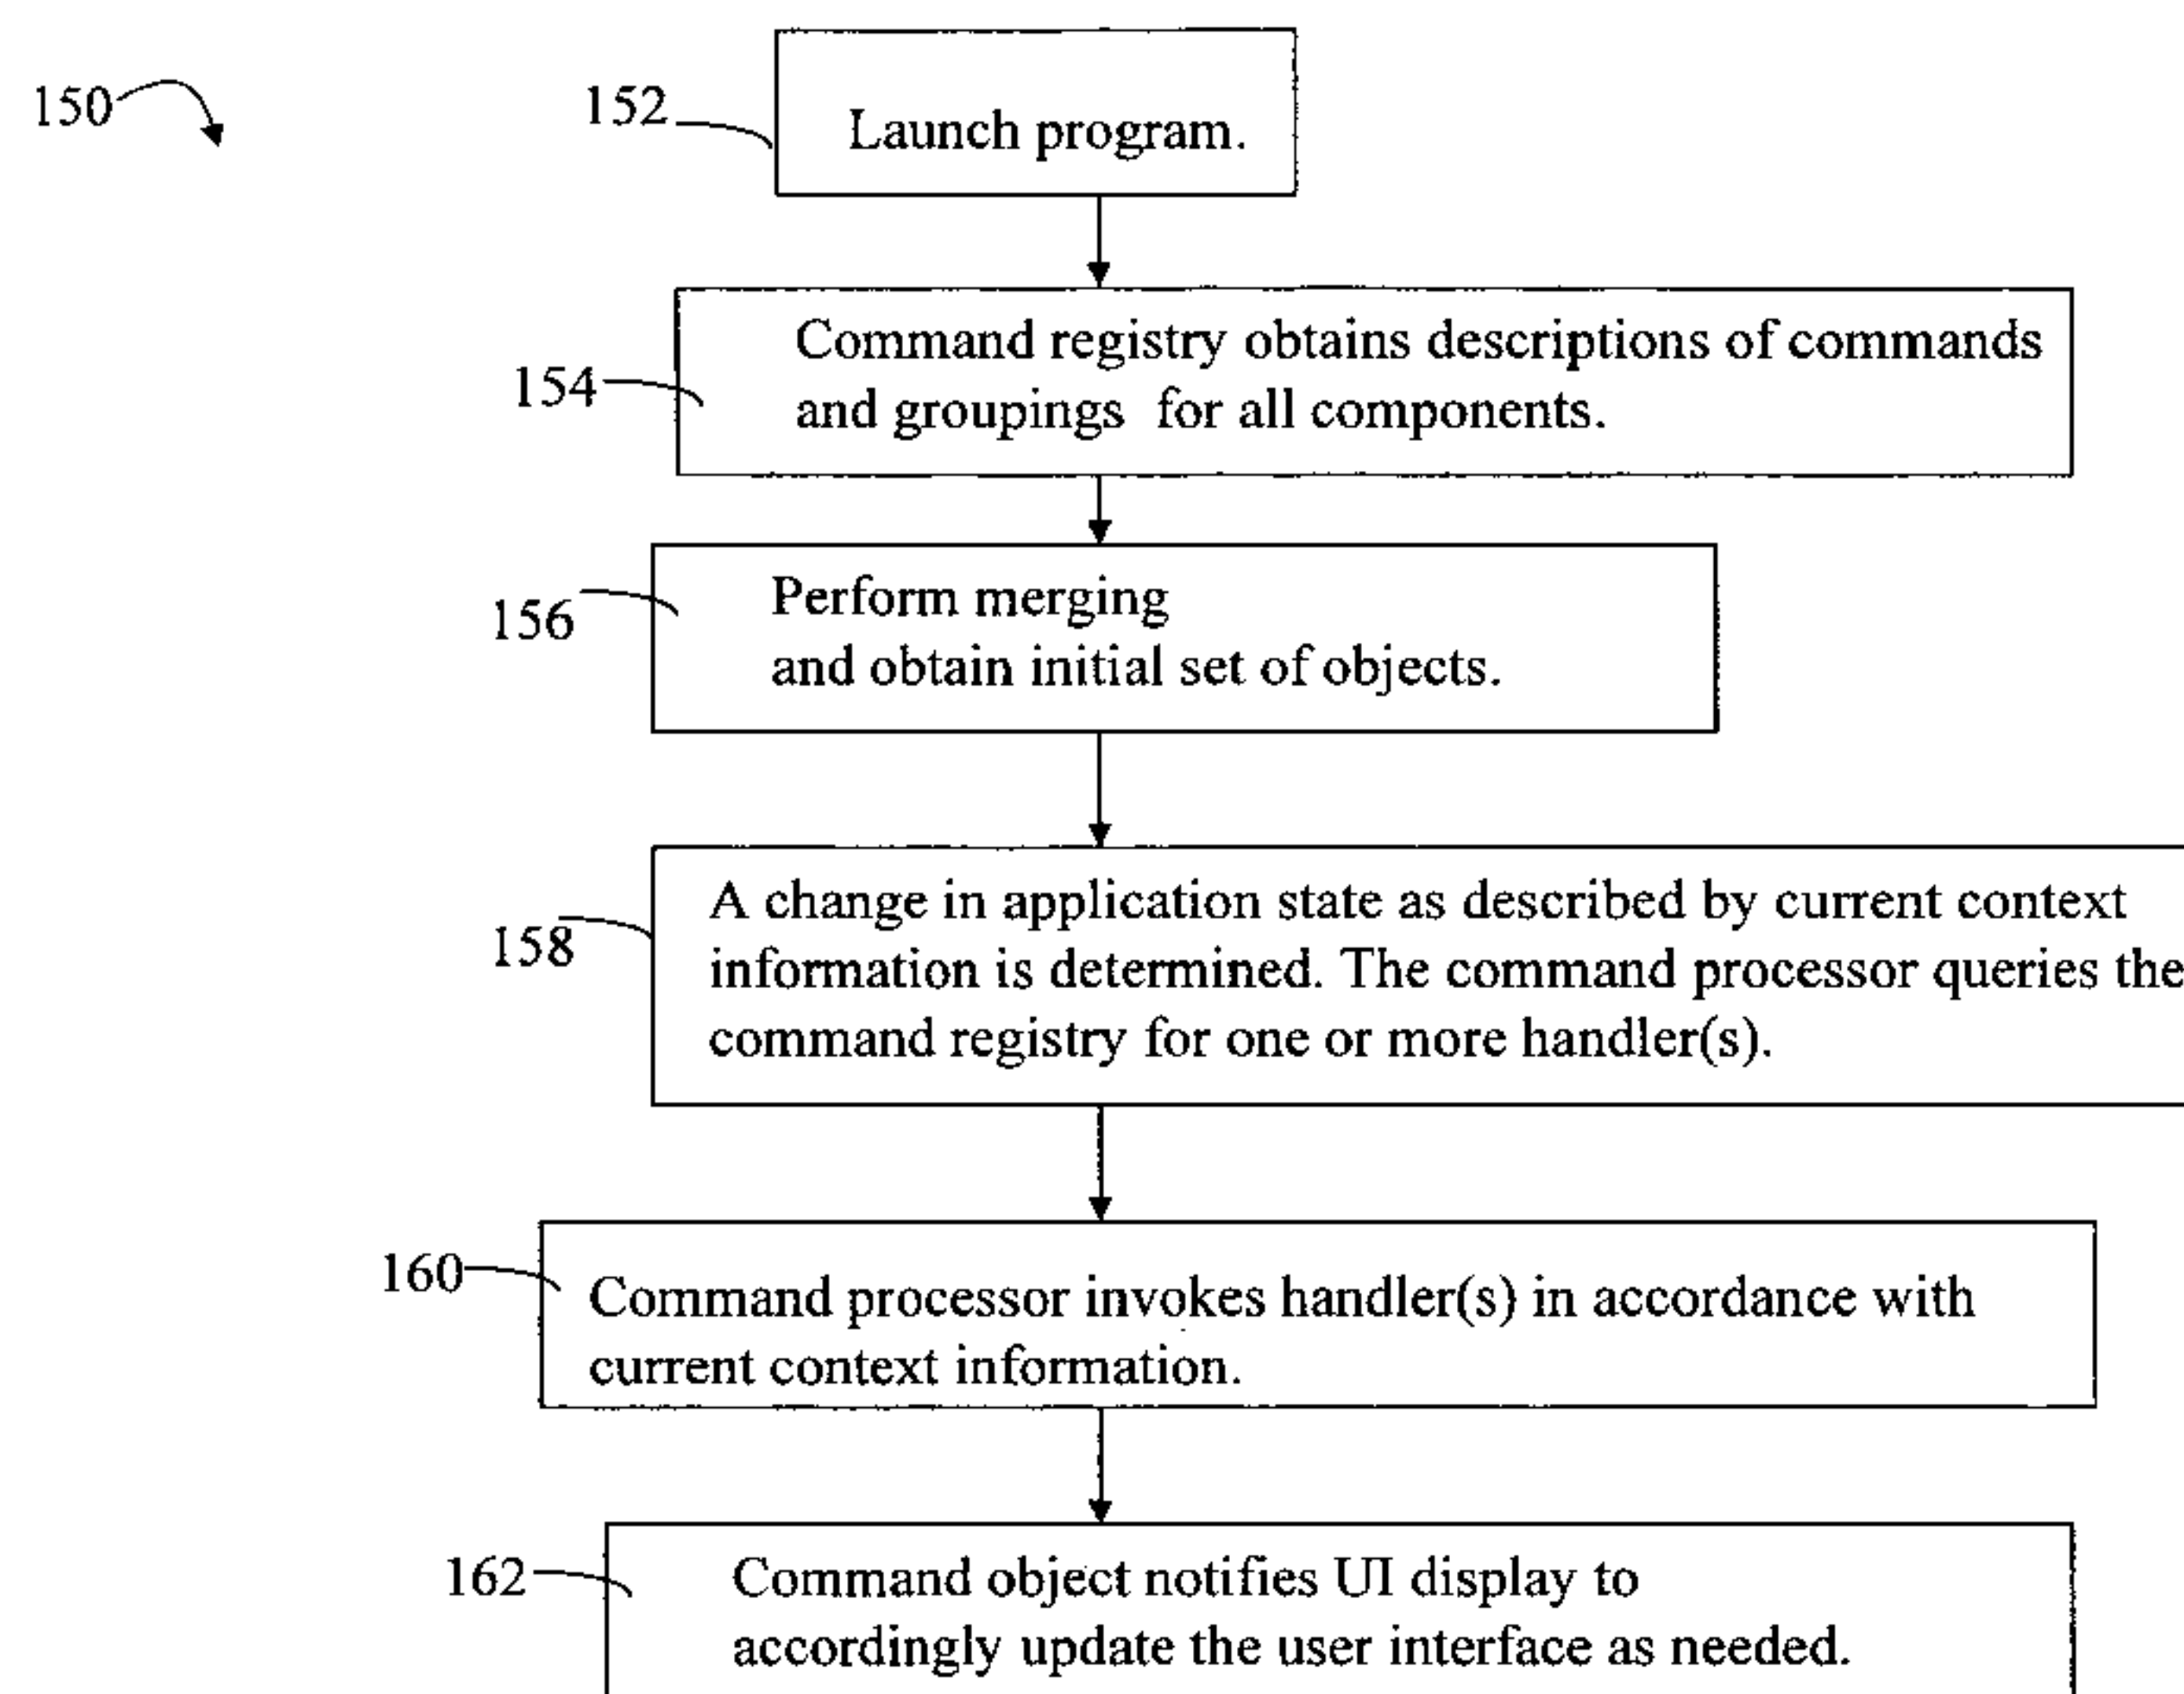 150
152
Launch program.
154
Command registry obtains descriptions of commands
and groupings for all components.
156
Perform merging
and obtain initial set of objects.
158
A change in application state as described by current context
information is determined. The command processor queries the
command registry for one or more handler(s).
160
Command processor invokes handler(s) in accordance with
current context information.
162
Command object notifies UI display to
accordingly update the user interface as needed.